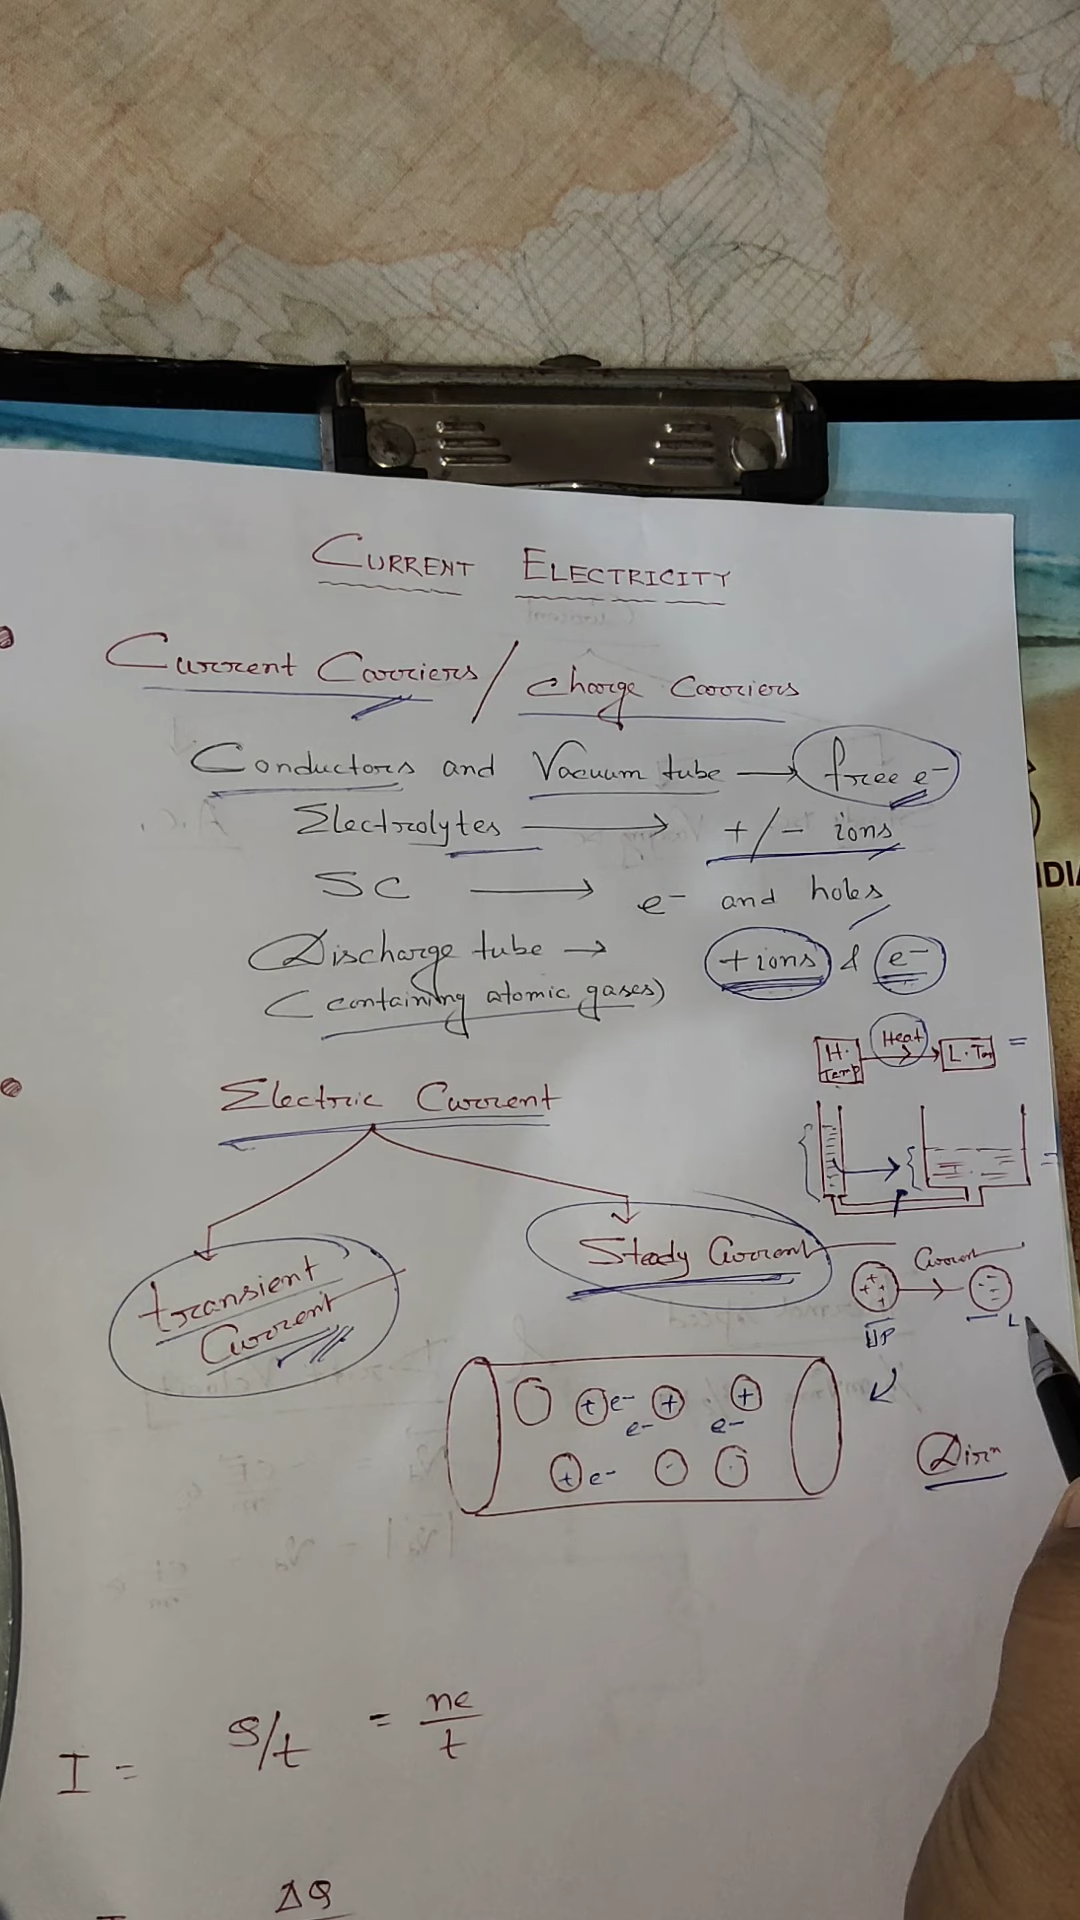 CURRENT ELECTRICITY
Current Carriers / Charge Carriers
Conductors and Vacuum tube → free e-
Electrolytes → +/- ions
SC → e- and holes
Discharge tube → + ions & e-
(containing atomic gases)
H. Temp Heat L.
Electric Current
transient Current
Steady Current
Current
+ + + +
- - -
HP
L
+ e- + +
e- e-
+ e-
Dirn
I = Q/t = ne/t
ΔQ
INDIA